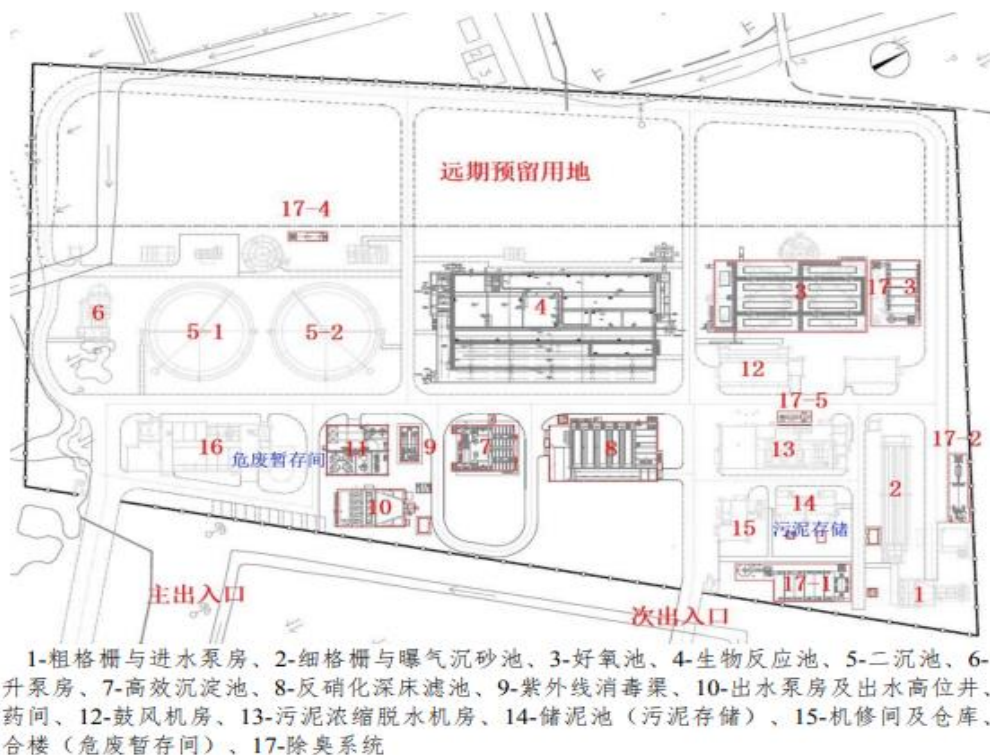 远期预留用地
17-4
6
5-1
5-2
4
3
17-3
12
17-5
16
危废暂存间
11
9
7
8
13
17-2
2
10
15
14
污泥存储
17-1
1
主出入口
次出入口
1-粗格栅与进水泵房、2-细格栅与曝气沉砂池、3-好氧池、4-生物反应池、5-二沉池、6-
升泵房、7-高效沉淀池、8-反硝化深床滤池、9-紫外线消毒渠、10-出水泵房及出水高位井、
药间、12-鼓风机房、13-污泥浓缩脱水机房、14-储泥池（污泥存储）、15-机修间及仓库、
合楼（危废暂存间）、17-除臭系统